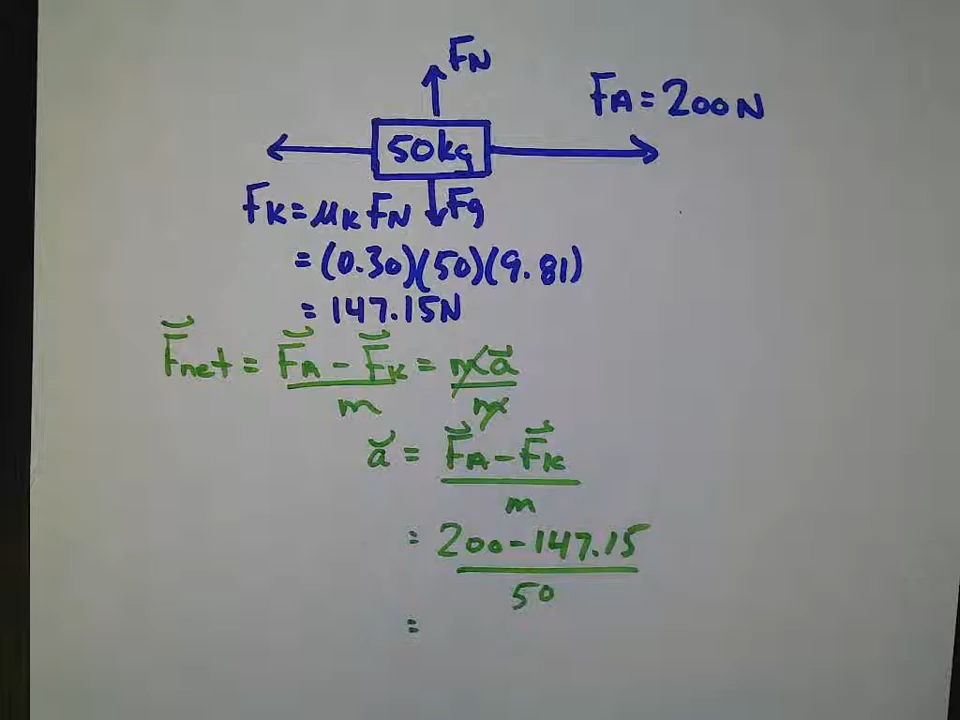 FN
FA = 200N
50kg
FK = μK FN
Fg
= (0.30)(50)(9.81)
= 147.15N
Fnet = FA - FK = ma
m m
a = FA - FK
m
= 200 - 147.15
50
=